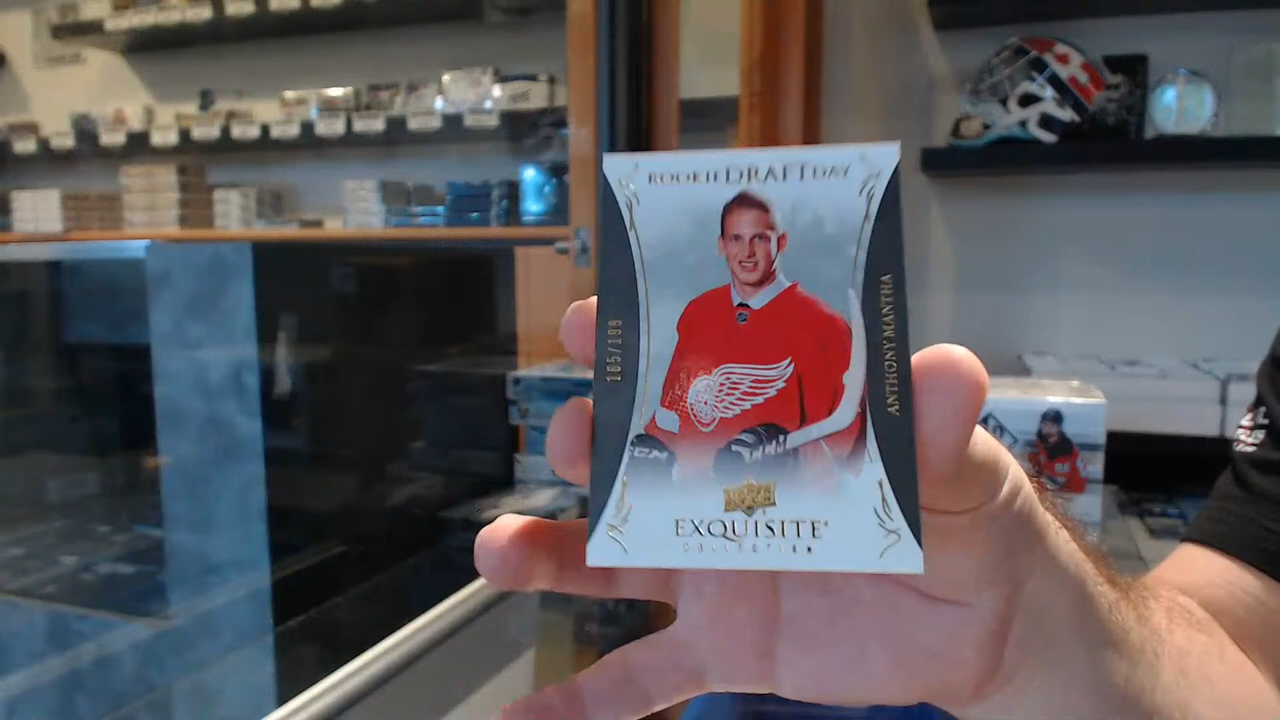 ROOKIE DRAFT DAY
165/199
ANTHONY MANTHA
CCM
UPPER DECK
EXQUISITE
COLLECTION